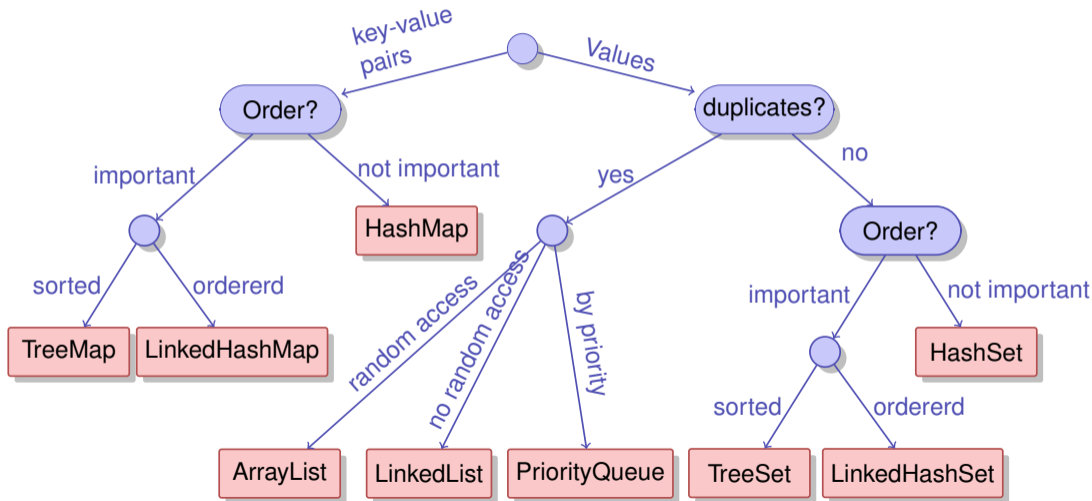 key-value
pairs
Values
Order?
duplicates?
important
not important
yes
no
HashMap
Order?
sorted
ordererd
random access
no random access
by priority
important
not important
TreeMap
LinkedHashMap
HashSet
sorted
ordererd
ArrayList
LinkedList
PriorityQueue
TreeSet
LinkedHashSet